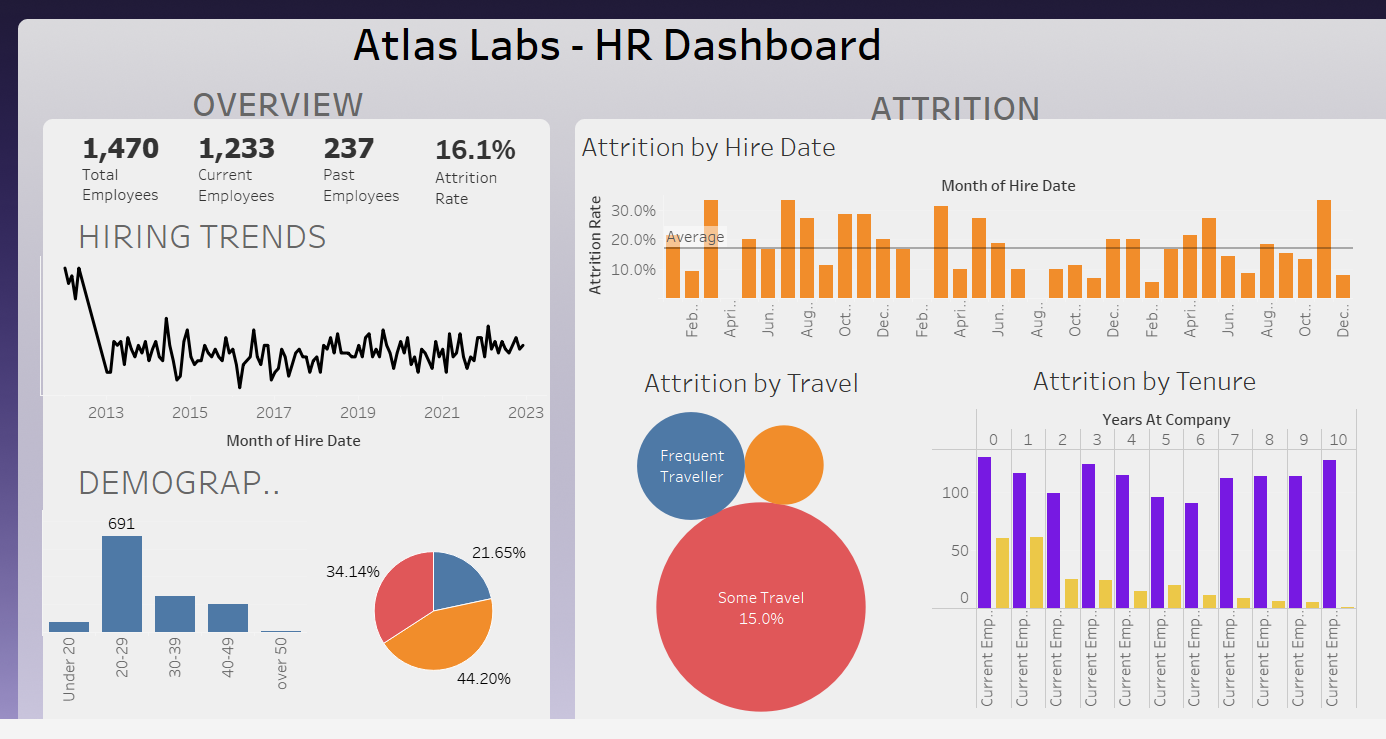 Atlas Labs - HR Dashboard
OVERVIEW
1,470
Total
Employees
1,233
Current
Employees
237
Past
Employees
16.1%
Attrition
Rate
HIRING TRENDS
2013 2015 2017 2019 2021 2023
Month of Hire Date
DEMOGRAP..
691
Under 20
20-29
30-39
40-49
over 50
21.65%
34.14%
44.20%
ATTRITION
Attrition by Hire Date
Month of Hire Date
Attrition Rate
30.0%
20.0%
10.0%
Average
Feb..
Apri..
Jun..
Aug..
Oct..
Dec..
Feb..
Apri..
Jun..
Aug..
Oct..
Dec..
Feb..
Apri..
Jun..
Aug..
Oct..
Dec..
Attrition by Travel
Frequent
Traveller
Some Travel
15.0%
Attrition by Tenure
Years At Company
0 1 2 3 4 5 6 7 8 9 10
100
50
0
Current Emp..
Current Emp..
Current Emp..
Current Emp..
Current Emp..
Current Emp..
Current Emp..
Current Emp..
Current Emp..
Current Emp..
Current Emp..